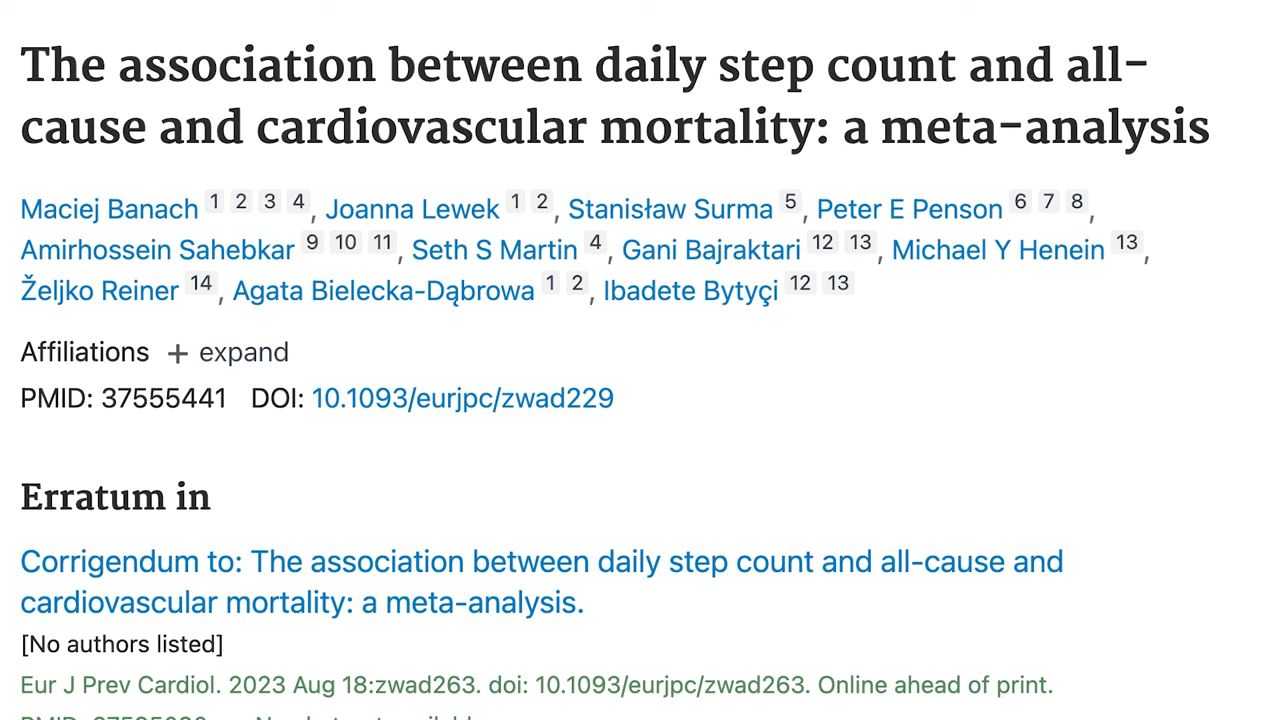 The association between daily step count and all-
cause and cardiovascular mortality: a meta-analysis
Maciej Banach 1 2 3 4, Joanna Lewek 1 2, Stanisław Surma 5, Peter E Penson 6 7 8,
Amirhossein Sahebkar 9 10 11, Seth S Martin 4, Gani Bajraktari 12 13, Michael Y Henein 13,
Željko Reiner 14, Agata Bielecka-Dąbrowa 1 2, Ibadete Bytyçi 12 13
Affiliations + expand
PMID: 37555441 DOI: 10.1093/eurjpc/zwad229
Erratum in
Corrigendum to: The association between daily step count and all-cause and
cardiovascular mortality: a meta-analysis.
[No authors listed]
Eur J Prev Cardiol. 2023 Aug 18:zwad263. doi: 10.1093/eurjpc/zwad263. Online ahead of print.